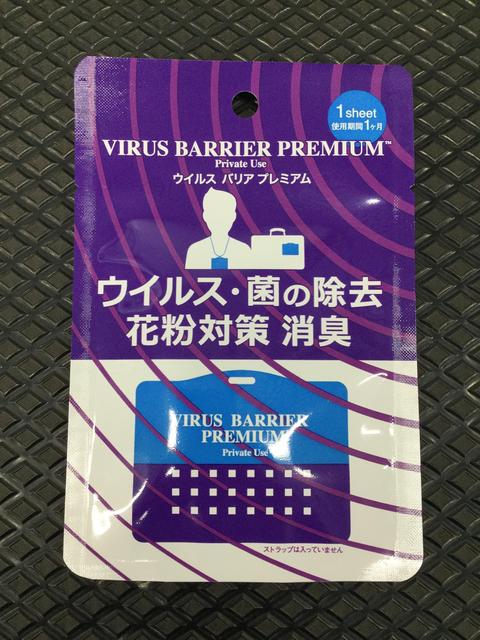 1 sheet
使用期間1ヶ月
VIRUS BARRIER PREMIUM™
Private Use
ウイルス バリア プレミアム
ウイルス・菌の除去
花粉対策 消臭
VIRUS BARRIER
PREMIUM
Private Use
ストラップは入っていません